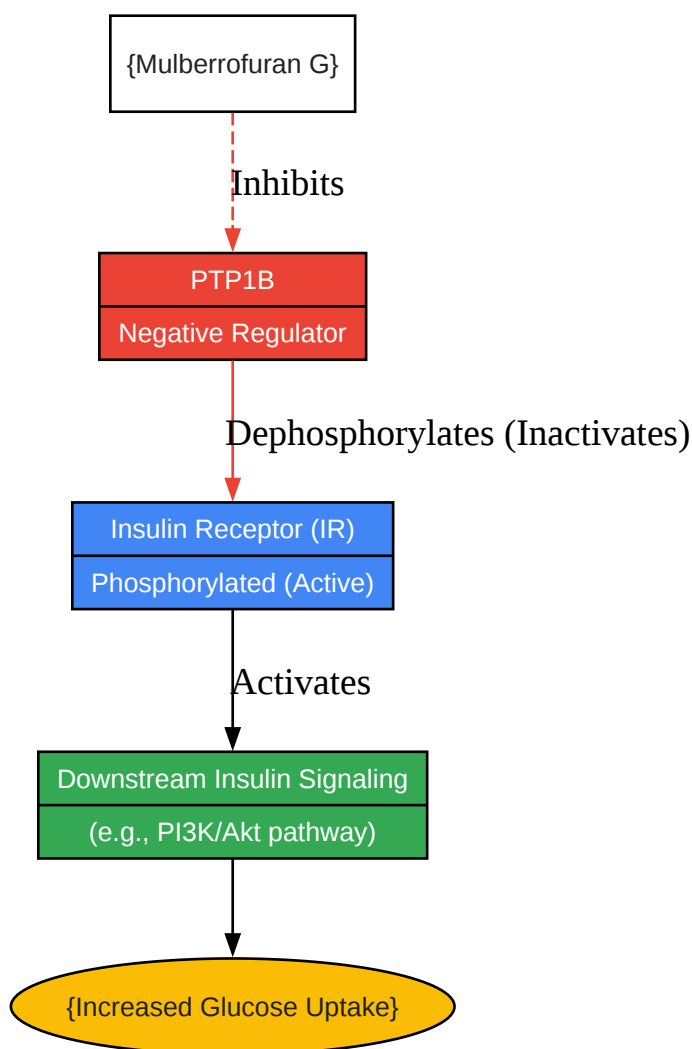 {Mulberrofuran G}
Inhibits
PTP1B
Negative Regulator
Dephosphorylates (Inactivates)
Insulin Receptor (IR)
Phosphorylated (Active)
Activates
Downstream Insulin Signaling
(e.g., PI3K/Akt pathway)
{Increased Glucose Uptake}